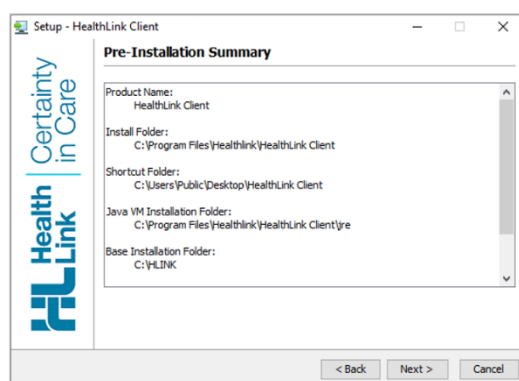 Setup - HealthLink Client
Pre-Installation Summary
Product Name:
HealthLink Client
Install Folder:
C:\Program Files\Healthlink\HealthLink Client
Shortcut Folder:
C:\Users\Public\Desktop\HealthLink Client
Java VM Installation Folder:
C:\Program Files\Healthlink\HealthLink Client\jre
Base Installation Folder:
C:\HLINK
HL Health Link
Certainty in Care
< Back
Next >
Cancel